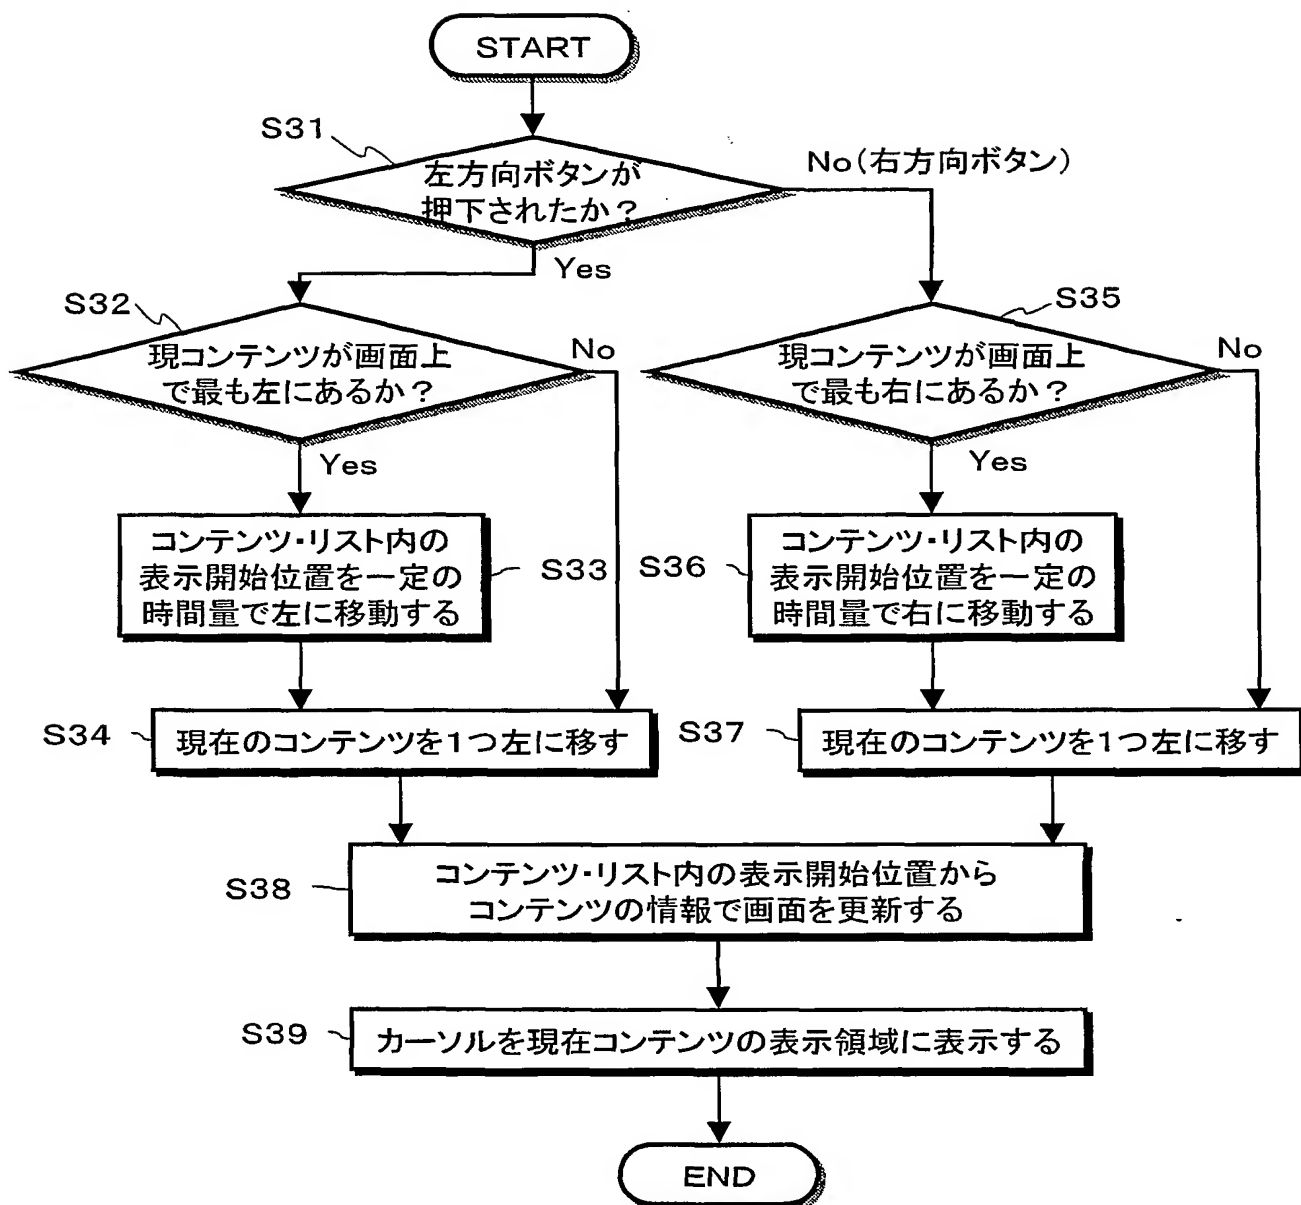 START
S31
左方向ボタンが
押下されたか？
No(右方向ボタン)
Yes
S32
現コンテンツが画面上
で最も左にあるか？
No
Yes
S35
現コンテンツが画面上
で最も右にあるか？
No
Yes
コンテンツ・リスト内の
表示開始位置を一定の
時間量で左に移動する
S33
S36
コンテンツ・リスト内の
表示開始位置を一定の
時間量で右に移動する
S34
現在のコンテンツを1つ左に移す
S37
現在のコンテンツを1つ左に移す
S38
コンテンツ・リスト内の表示開始位置から
コンテンツの情報で画面を更新する
S39
カーソルを現在コンテンツの表示領域に表示する
END